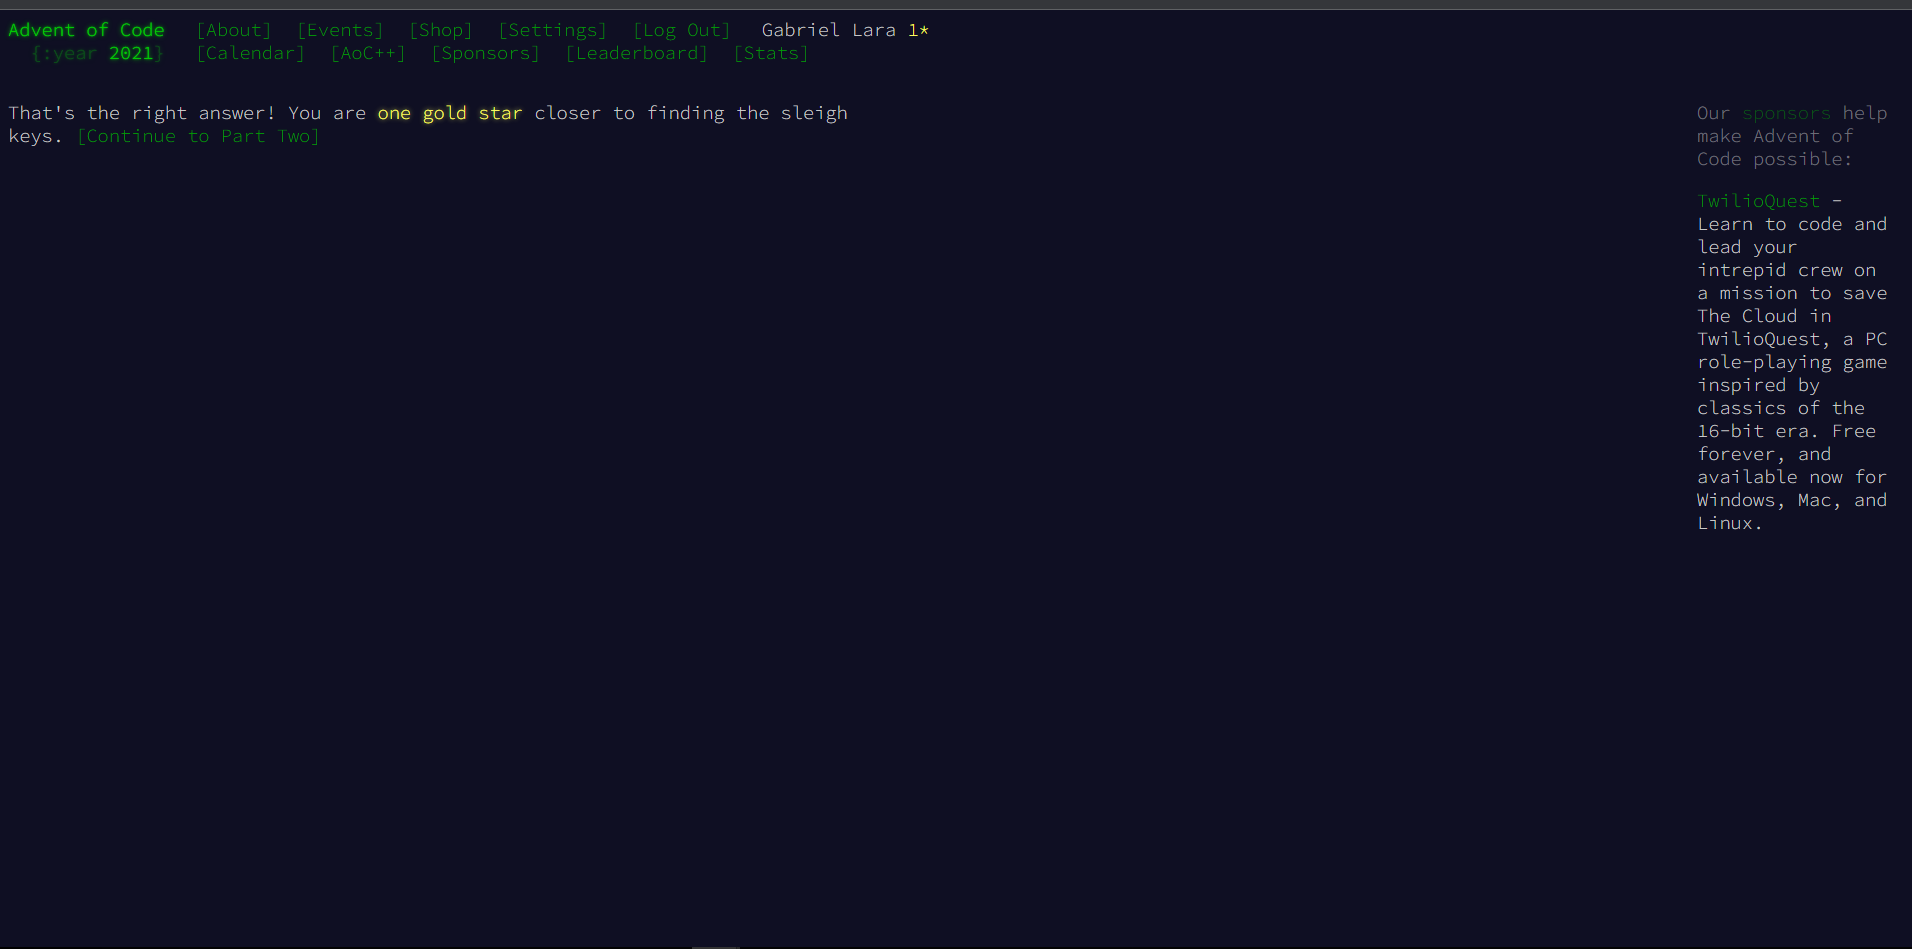 Advent of Code [About] [Events] [Shop] [Settings] [Log Out] Gabriel Lara 1*
{:year 2021} [Calendar] [AoC++] [Sponsors] [Leaderboard] [Stats]
That's the right answer! You are one gold star closer to finding the sleigh
keys. [Continue to Part Two]
Our sponsors help
make Advent of
Code possible:
TwilioQuest -
Learn to code and
lead your
intrepid crew on
a mission to save
The Cloud in
TwilioQuest, a PC
role-playing game
inspired by
classics of the
16-bit era. Free
forever, and
available now for
Windows, Mac, and
Linux.